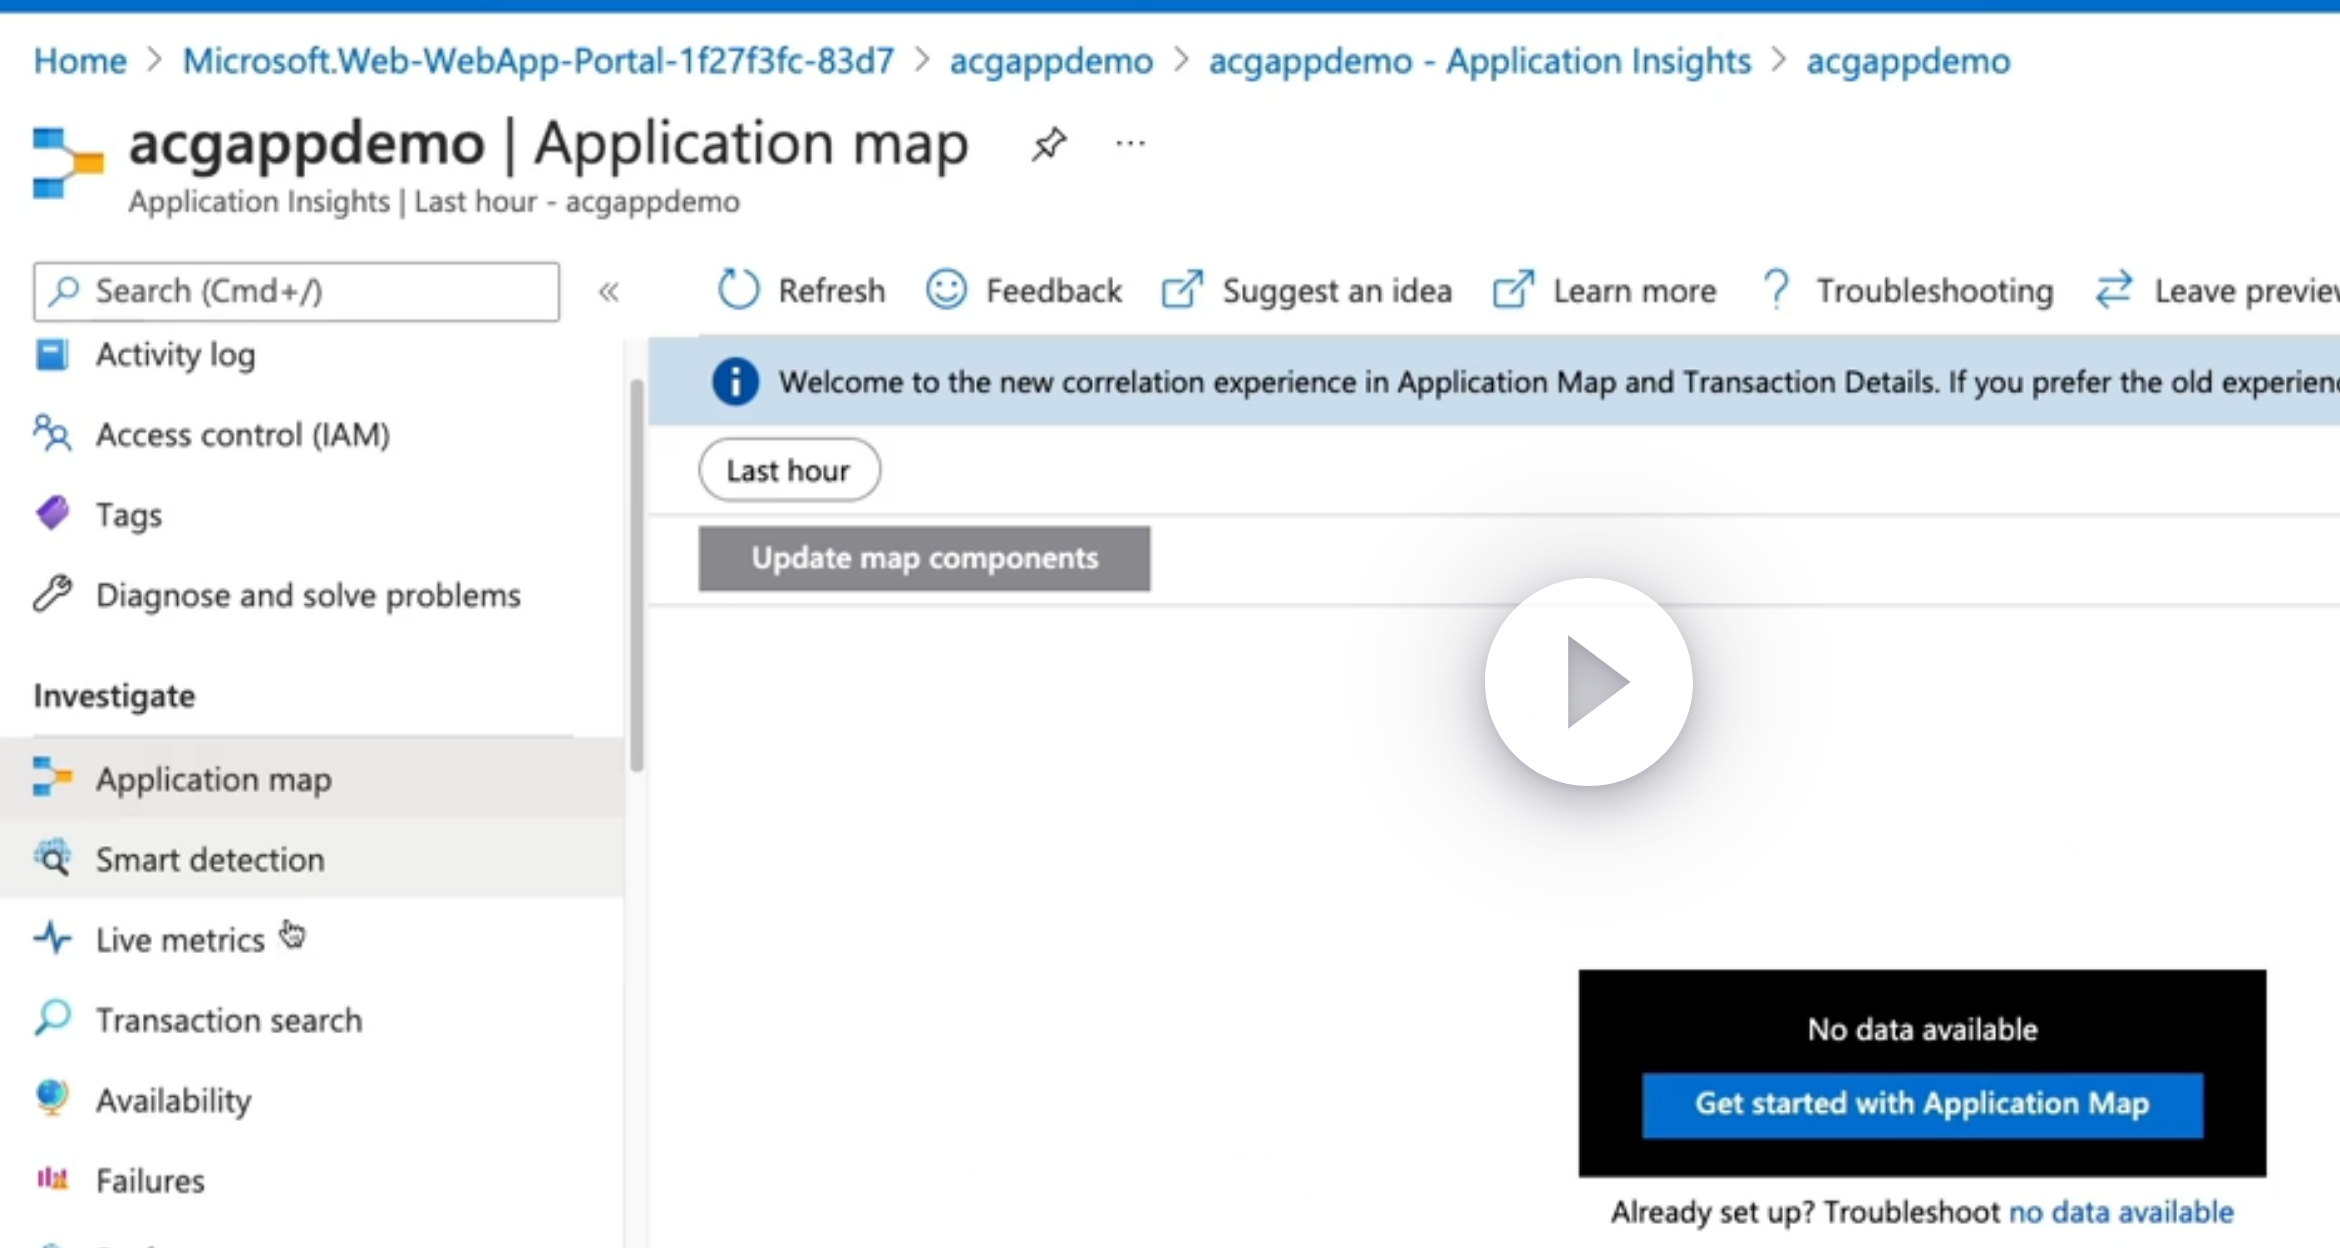 Home > Microsoft.Web-WebApp-Portal-1f27f3fc-83d7 > acgappdemo > acgappdemo - Application Insights > acgappdemo
acgappdemo | Application map
Application Insights | Last hour - acgappdemo
Search (Cmd+/)
Refresh Feedback Suggest an idea Learn more Troubleshooting Leave
Activity log
Access control (IAM)
Tags
Diagnose and solve problems
Investigate
Application map
Smart detection
Live metrics
Transaction search
Availability
Failures
Welcome to the new correlation experience in Application Map and Transaction Details. If you prefer the old
Last hour
Update map components
No data available
Get started with Application Map
Already set up? Troubleshoot no data available